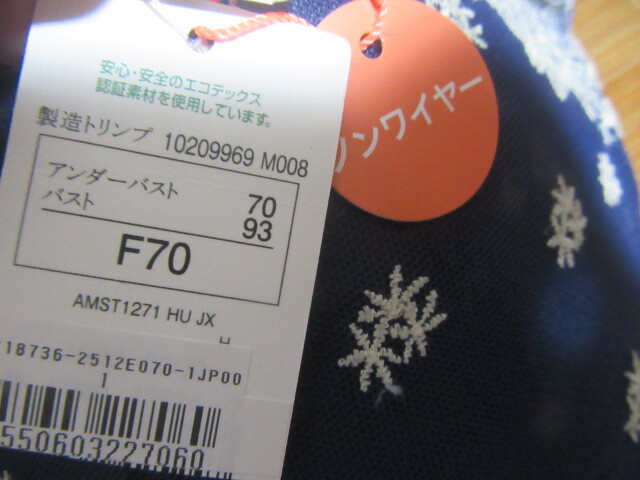 安心・安全のエコテックス
認証素材を使用しています。
製造トリンプ 10209969 M008
アンダーバスト 70
バスト 93
F70
AMST1271 HU JX
H
18736-2512E070-1JP00
1
550603227060
ノンワイヤー